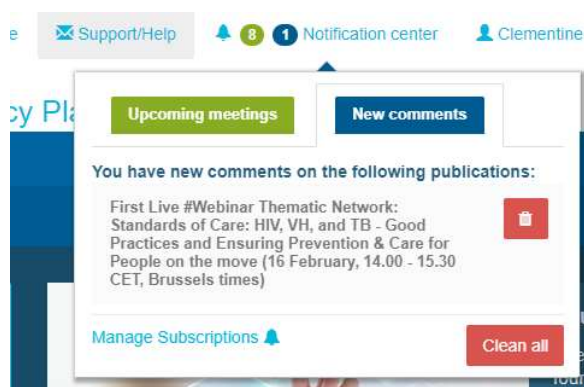 e Support/Help 8 1 Notification center Clementine
cy Pla
Upcoming meetings New comments
You have new comments on the following publications:
First Live #Webinar Thematic Network:
Standards of Care: HIV, VH, and TB - Good
Practices and Ensuring Prevention & Care for
People on the move (16 February, 14.00 - 15.30
CET, Brussels times)
Manage Subscriptions
Clean all